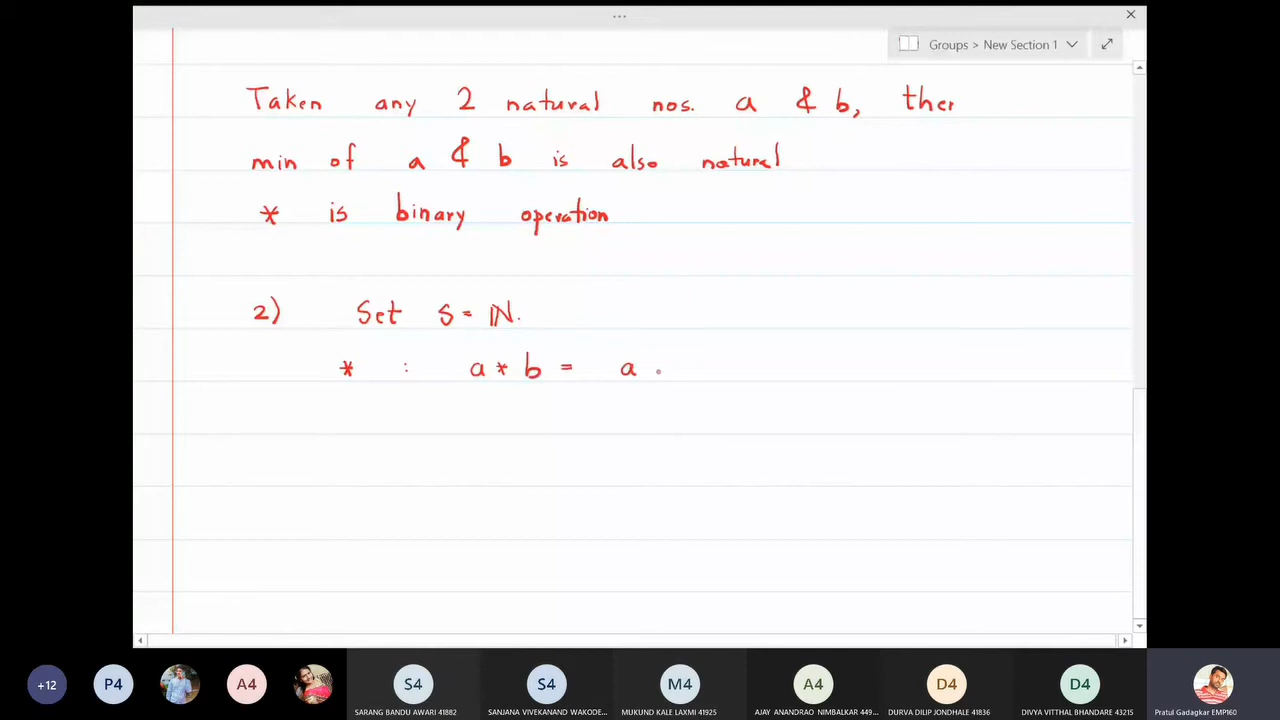 ...
Groups > New Section 1
Taken any 2 natural nos. a & b, then
min of a & b is also natural
* is binary operation
2) Set S = ℕ.
* : a * b = a
+12 P4 A4 S4 S4 M4 A4 D4 D4
SARANG BANDU AWARI 41882 SANJANA VIVEKANAND WAKODE... MUKUND KALE LAXMI 41925 AJAY ANANDRAO NIMBALKAR 449... DURVA DILIP JONDHALE 41836 DIVYA VITTHAL BHANDARE 43215 Pratul Gadagkar EMP160